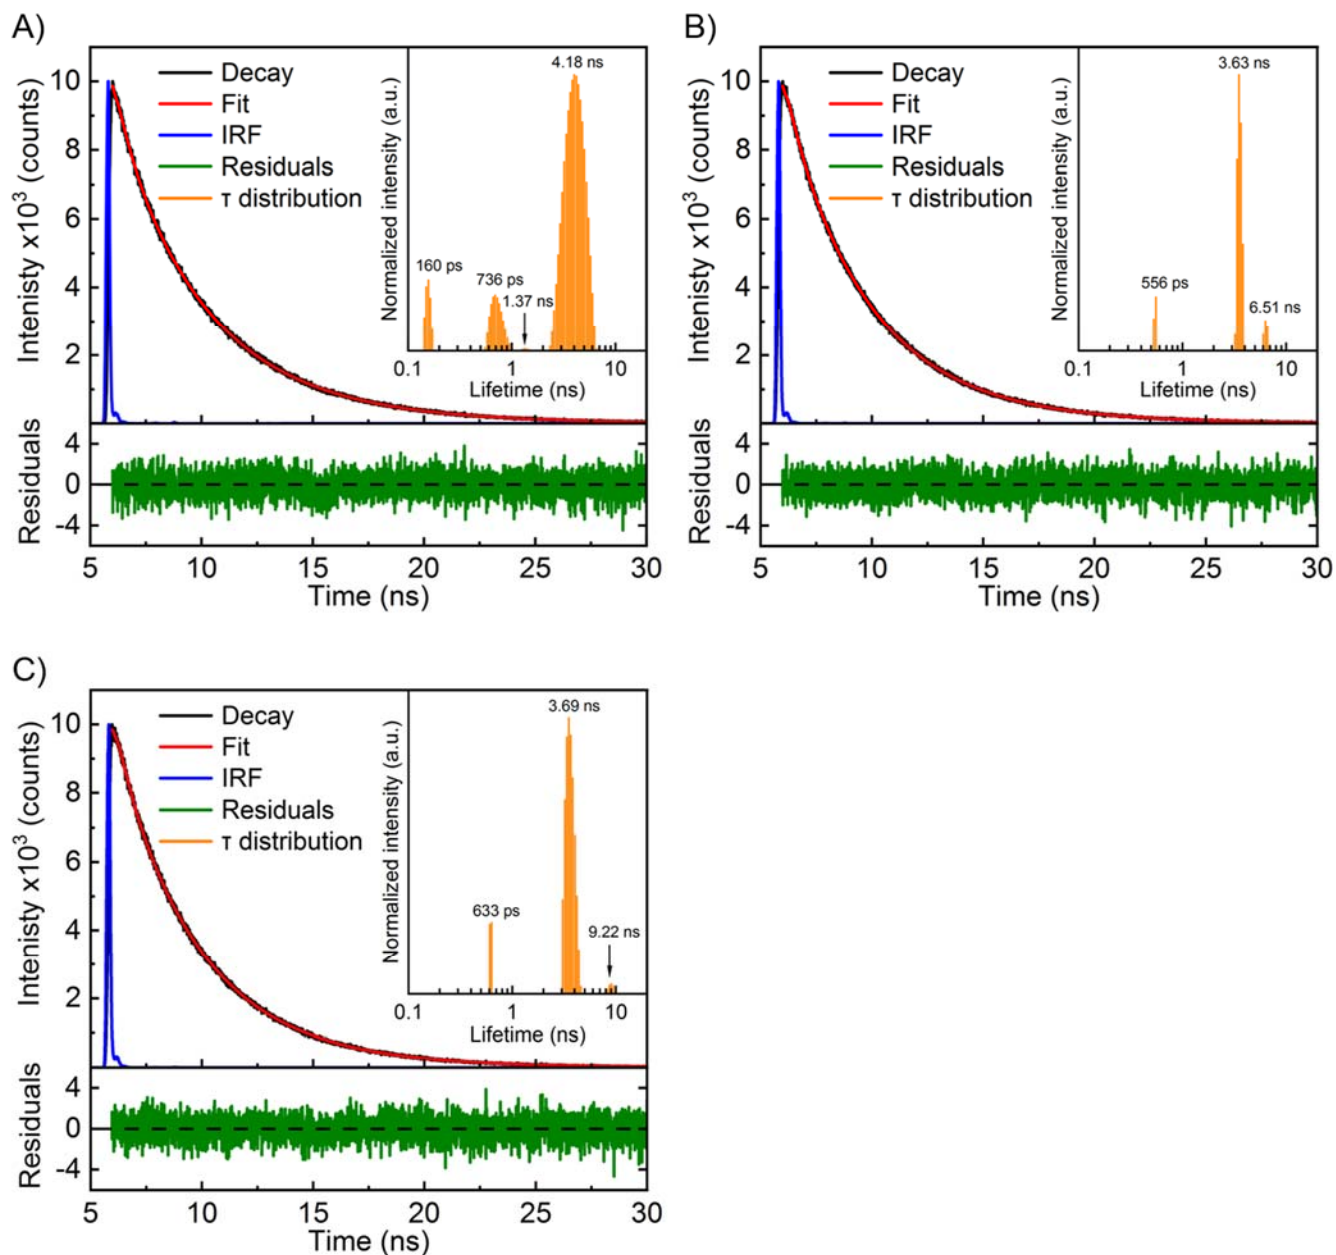 A)
Intenisty x10³ (counts)
10
8
6
4
2
Decay
Fit
IRF
Residuals
τ distribution
Normalized intensity (a.u.)
4.18 ns
160 ps
736 ps
1.37 ns
0.1 1 10
Lifetime (ns)
Residuals
4
0
-4
5 10 15 20 25 30
Time (ns)
B)
Intenisty x10³ (counts)
10
8
6
4
2
Decay
Fit
IRF
Residuals
τ distribution
Normalized intensity (a.u.)
3.63 ns
556 ps
6.51 ns
0.1 1 10
Lifetime (ns)
Residuals
4
0
-4
5 10 15 20 25 30
Time (ns)
C)
Intenisty x10³ (counts)
10
8
6
4
2
Decay
Fit
IRF
Residuals
τ distribution
Normalized intensity (a.u.)
3.69 ns
633 ps
9.22 ns
0.1 1 10
Lifetime (ns)
Residuals
4
0
-4
5 10 15 20 25 30
Time (ns)